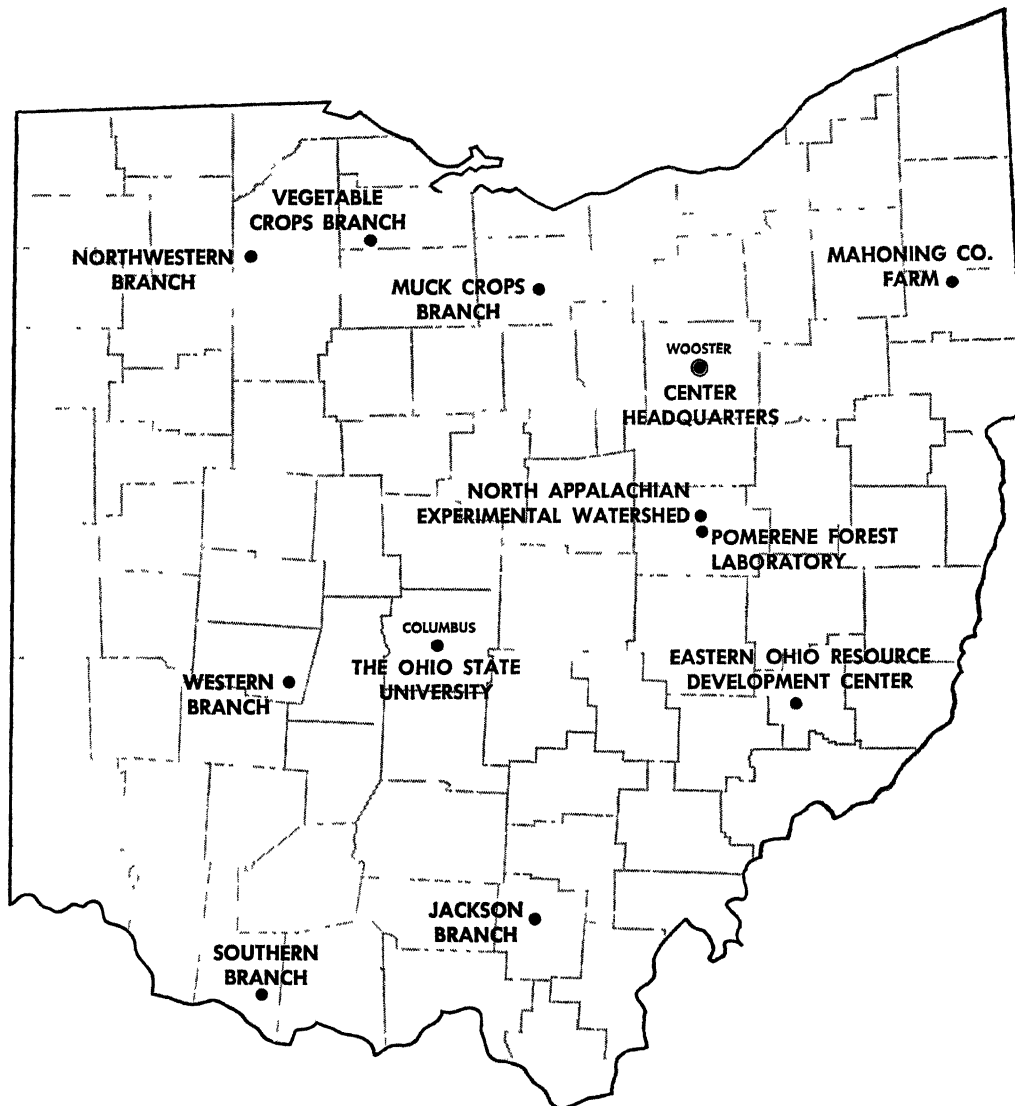 VEGETABLE
CROPS BRANCH
NORTHWESTERN
BRANCH
MUCK CROPS
BRANCH
MAHONING CO.
FARM
WOOSTER
CENTER
HEADQUARTERS
NORTH APPALACHIAN
EXPERIMENTAL WATERSHED
POMERENE FOREST
LABORATORY
COLUMBUS
THE OHIO STATE
UNIVERSITY
EASTERN OHIO RESOURCE
DEVELOPMENT CENTER
WESTERN
BRANCH
JACKSON
BRANCH
SOUTHERN
BRANCH